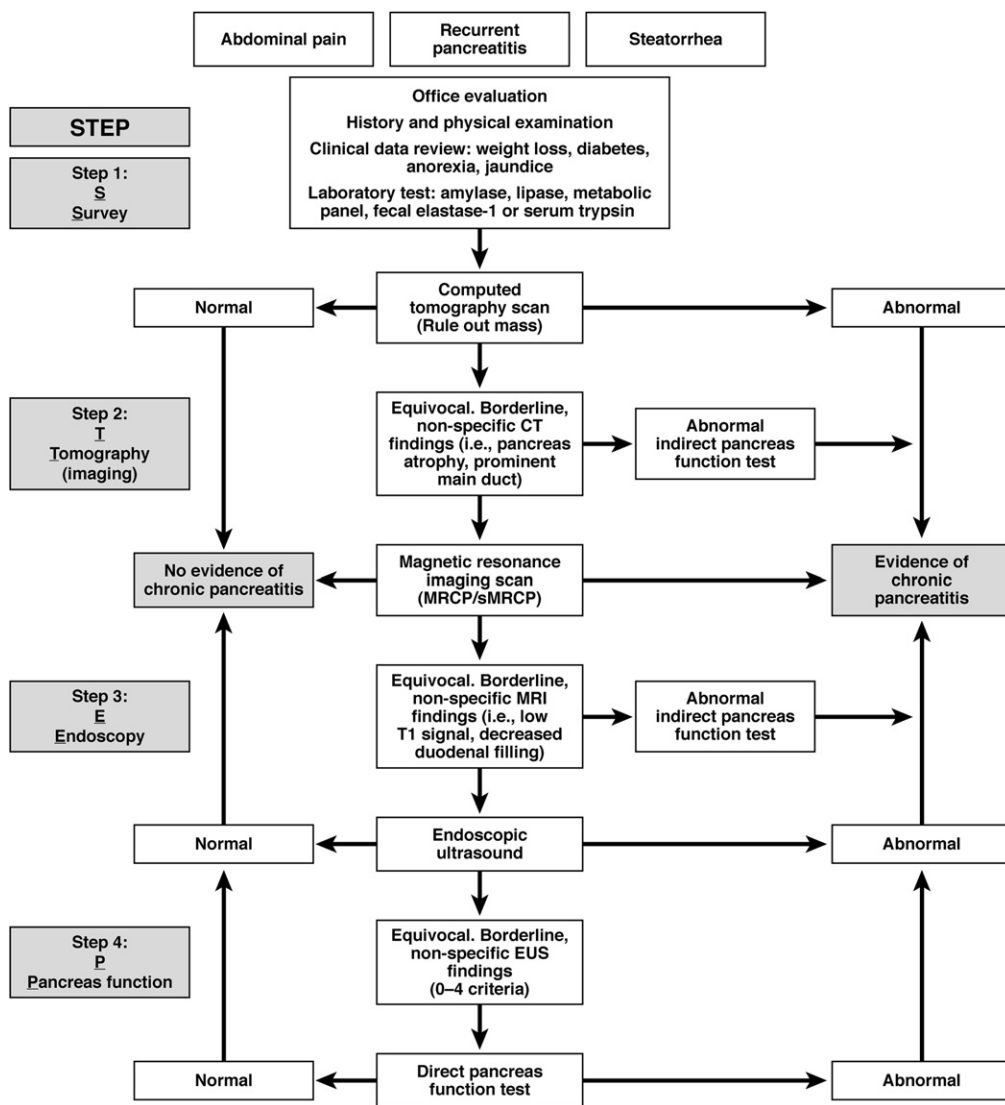 Abdominal pain
Recurrent
pancreatitis
Steatorrhea
Office evaluation
History and physical examination
Clinical data review: weight loss, diabetes,
anorexia, jaundice
Laboratory test: amylase, lipase, metabolic
panel, fecal elastase-1 or serum trypsin
STEP
Step 1:
S
Survey
Normal
Computed
tomography scan
(Rule out mass)
Abnormal
Step 2:
T
Tomography
(imaging)
Equivocal. Borderline,
non-specific CT
findings (i.e., pancreas
atrophy, prominent
main duct)
Abnormal
indirect pancreas
function test
No evidence of
chronic pancreatitis
Magnetic resonance
imaging scan
(MRCP/sMRCP)
Evidence of
chronic
pancreatitis
Step 3:
E
Endoscopy
Equivocal. Borderline,
non-specific MRI
findings (i.e., low
T1 signal, decreased
duodenal filling)
Abnormal
indirect pancreas
function test
Normal
Endoscopic
ultrasound
Abnormal
Step 4:
P
Pancreas function
Equivocal. Borderline,
non-specific EUS
findings
(0–4 criteria)
Normal
Direct pancreas
function test
Abnormal